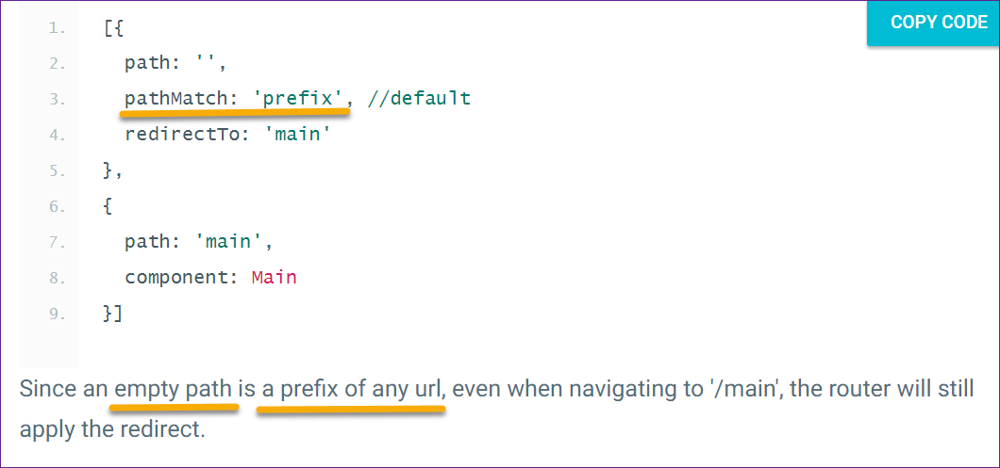 COPY CODE
1. [{
2. path: '',
3. pathMatch: 'prefix', //default
4. redirectTo: 'main'
5. },
6. {
7. path: 'main',
8. component: Main
9. }]
Since an empty path is a prefix of any url, even when navigating to '/main', the router will still
apply the redirect.